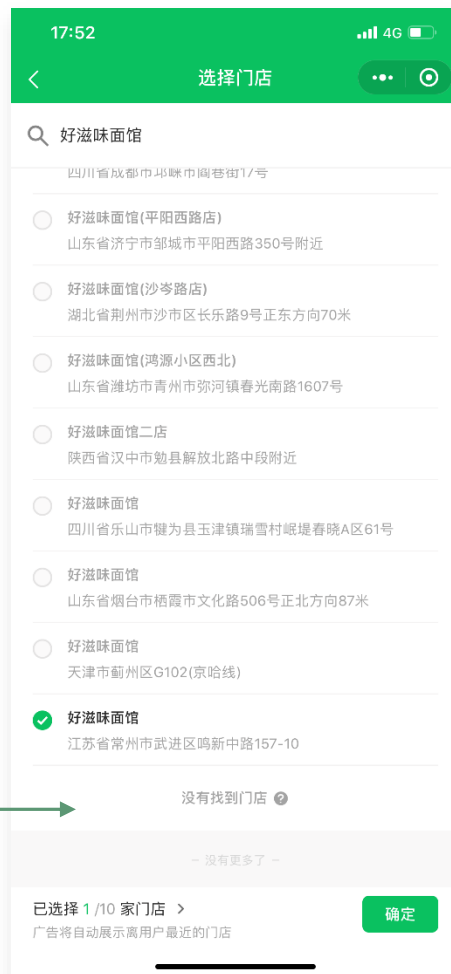 17:52
4G
选择门店
好滋味面馆
四川省成都市邛崃市阎巷街17号
好滋味面馆(平阳西路店)
山东省济宁市邹城市平阳西路350号附近
好滋味面馆(沙岑路店)
湖北省荆州市沙市区长乐路9号正东方向70米
好滋味面馆(鸿源小区西北)
山东省潍坊市青州市弥河镇春光南路1607号
好滋味面馆二店
陕西省汉中市勉县解放北路中段附近
好滋味面馆
四川省乐山市犍为县玉津镇瑞雪村岷堤春晓A区61号
好滋味面馆
山东省烟台市栖霞市文化路506号正北方向87米
好滋味面馆
天津市蓟州区G102(京哈线)
好滋味面馆
江苏省常州市武进区鸣新中路157-10
没有找到门店 ?
- 没有更多了 -
已选择 1 /10 家门店 >
确定
广告将自动展示离用户最近的门店